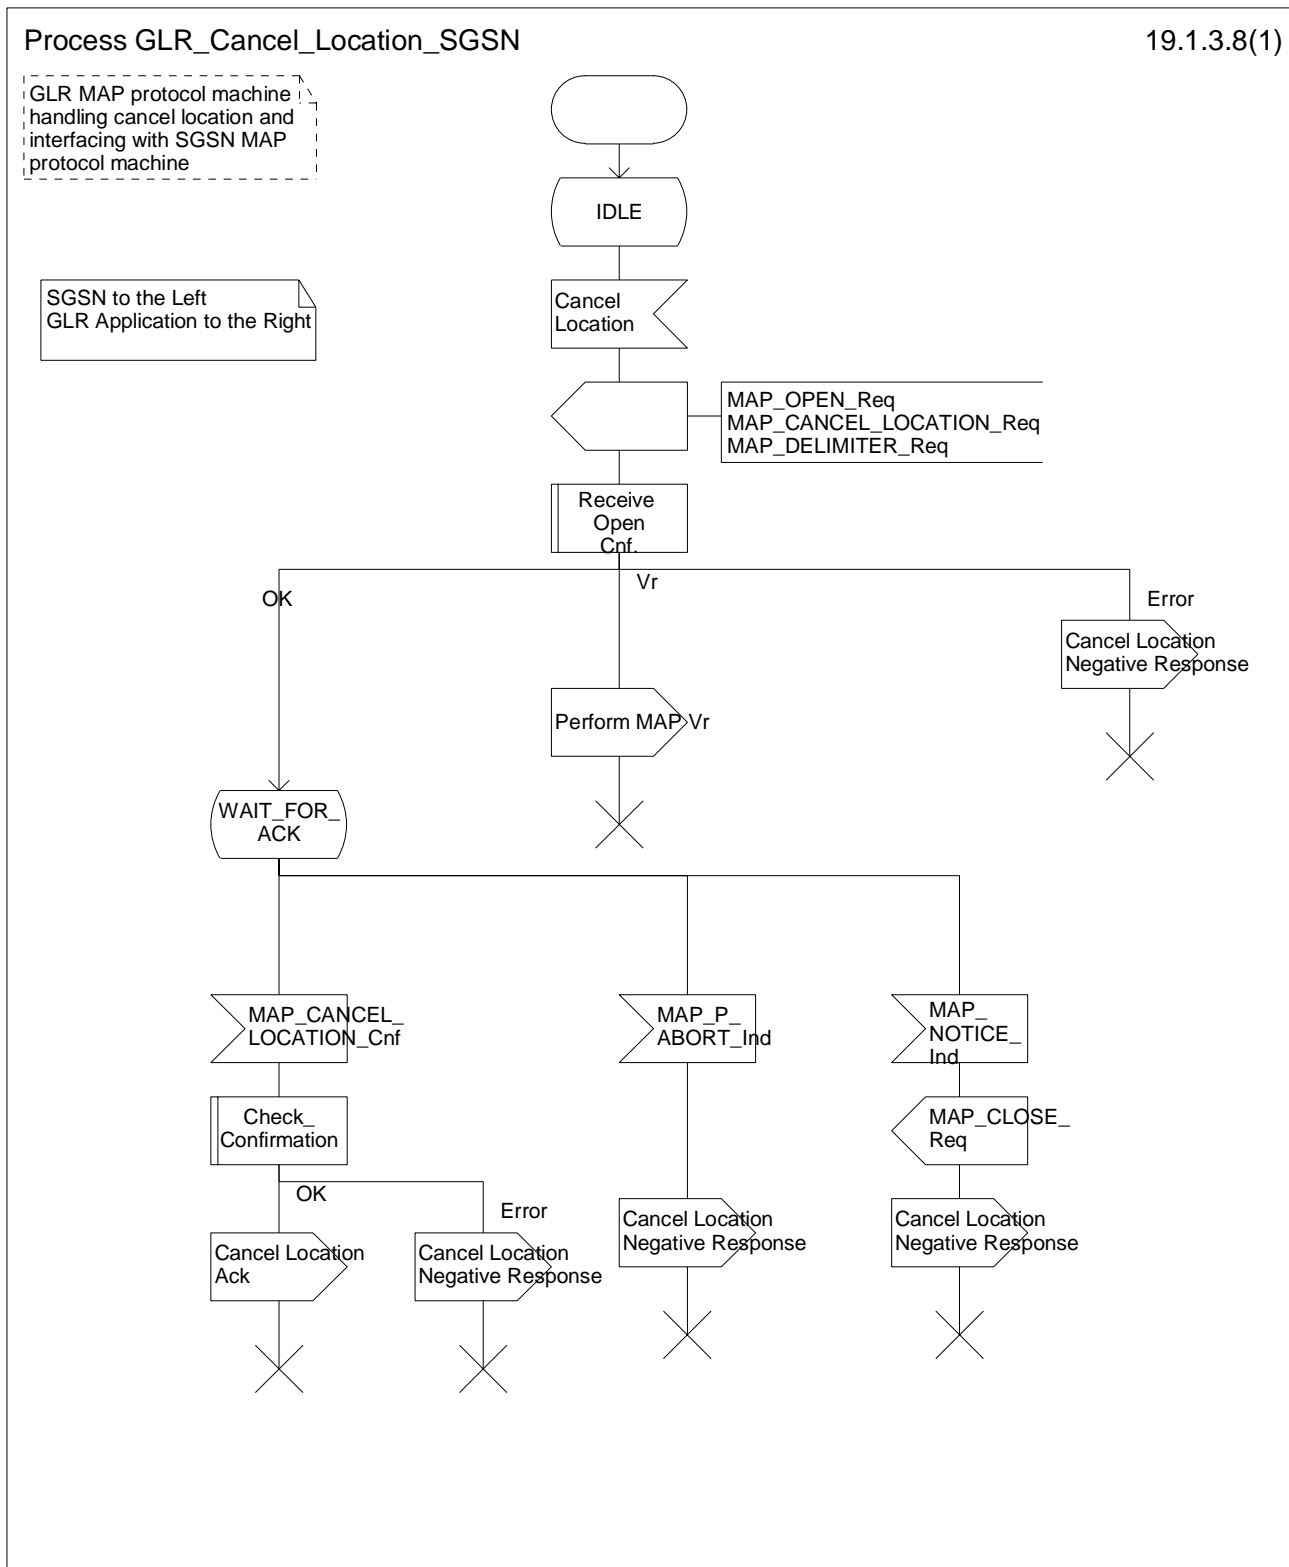 Process GLR_Cancel_Location_SGSN
19.1.3.8(1)
GLR MAP protocol machine
handling cancel location and
interfacing with SGSN MAP
protocol machine
IDLE
SGSN to the Left
GLR Application to the Right
Cancel
Location
MAP_OPEN_Req
MAP_CANCEL_LOCATION_Req
MAP_DELIMITER_Req
Receive
Open
Cnf.
OK
Vr
Error
Cancel Location
Negative Response
Perform MAP Vr
WAIT_FOR_
ACK
MAP_CANCEL_
LOCATION_Cnf
MAP_P_
ABORT_Ind
MAP_
NOTICE_
Ind
Check_
Confirmation
MAP_CLOSE_
Req
OK
Error
Cancel Location
Ack
Cancel Location
Negative Response
Cancel Location
Negative Response
Cancel Location
Negative Response